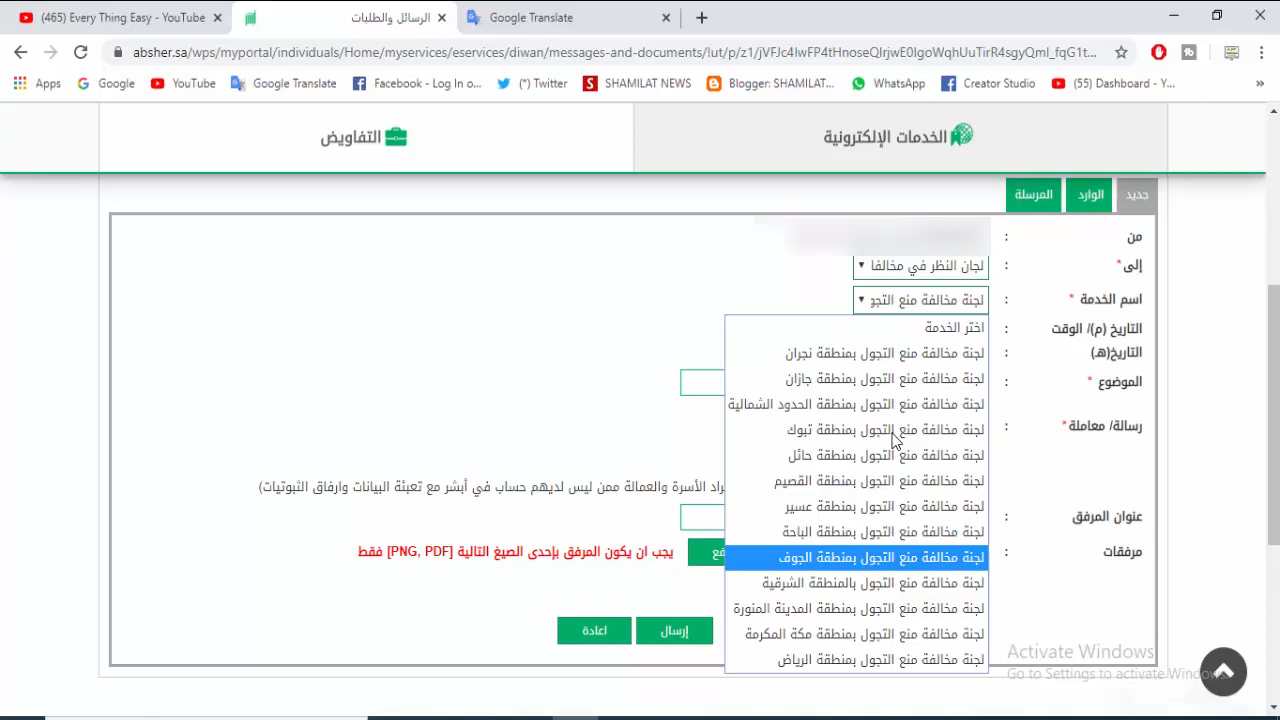 (465) Every Thing Easy - YouTube
الرسائل والطلبات
Google Translate
absher.sa/wps/myportal/individuals/Home/myservices/eservices/diwan/messages-and-documents/!ut/p/z1/
Apps
Google
YouTube
Google Translate
Facebook - Log In o...
(*) Twitter
SHAMILAT NEWS
Blogger: SHAMILAT...
WhatsApp
Creator Studio
(55) Dashboard - Y...
الخدمات الإلكترونية
التفاويض
جديد
الوارد
المرسلة
من :
إلى* : لجان النظر في مخالفا
اسم الخدمة * : لجنة مخالفة منع التجو
اختر الخدمة
لجنة مخالفة منع التجول بمنطقة نجران
لجنة مخالفة منع التجول بمنطقة جازان
لجنة مخالفة منع التجول بمنطقة الحدود الشمالية
لجنة مخالفة منع التجول بمنطقة تبوك
لجنة مخالفة منع التجول بمنطقة حائل
لجنة مخالفة منع التجول بمنطقة القصيم
لجنة مخالفة منع التجول بمنطقة عسير
لجنة مخالفة منع التجول بمنطقة الباحة
لجنة مخالفة منع التجول بمنطقة الجوف
لجنة مخالفة منع التجول بالمنطقة الشرقية
لجنة مخالفة منع التجول بمنطقة المدينة المنورة
لجنة مخالفة منع التجول بمنطقة مكة المكرمة
لجنة مخالفة منع التجول بمنطقة الرياض
التاريخ (م)/ الوقت :
التاريخ(هـ) :
الموضوع * :
رسالة/ معاملة* :
الأسرة والعمالة ممن ليس لديهم حساب في أبشر مع تعبئة البيانات وارفاق الثبوتيات)
عنوان المرفق :
مرفقات :
يجب ان يكون المرفق بإحدى الصيغ التالية [PNG, PDF] فقط
إرسال
اعادة
Activate Windows
Go to Settings to activate Windows.